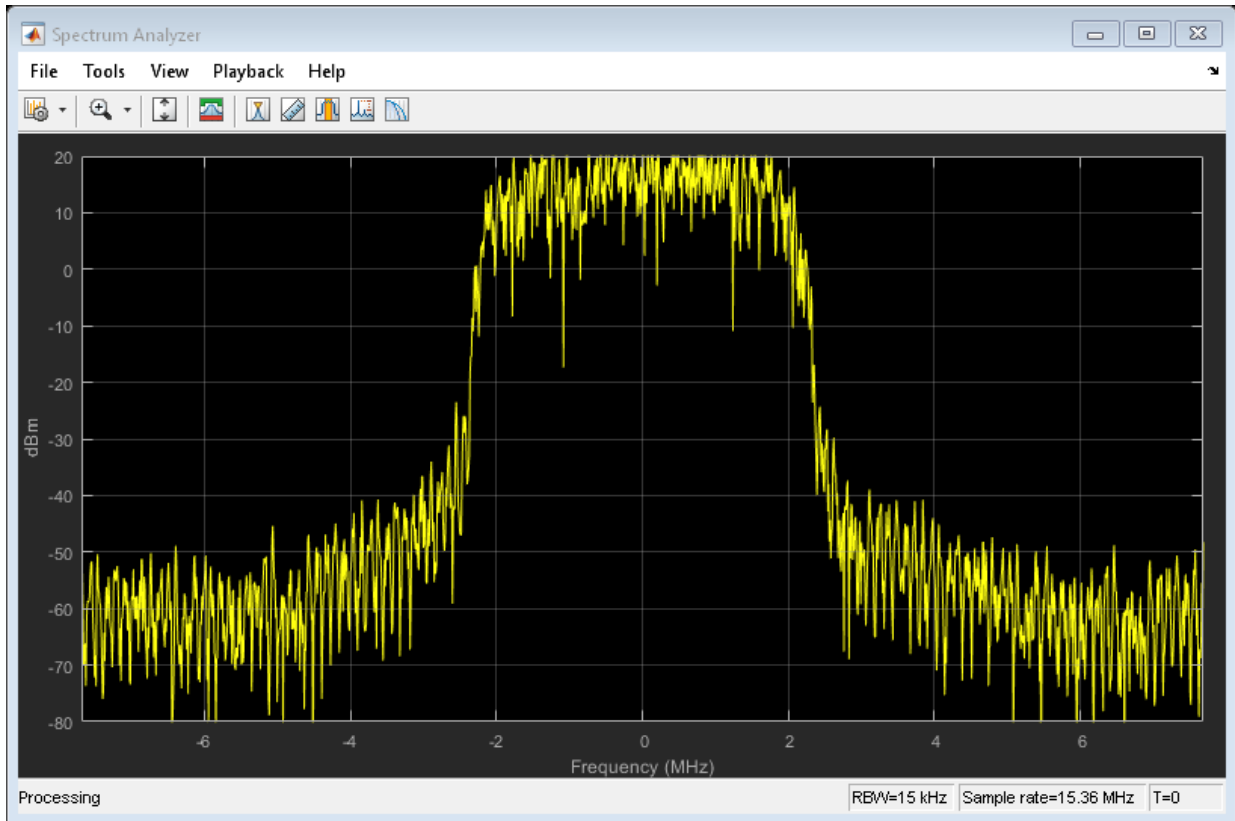 Spectrum Analyzer
File Tools View Playback Help
20
10
0
-10
-20
-30
-40
-50
-60
-70
-80
dBm
-6 -4 -2 0 2 4 6
Frequency (MHz)
Processing RBW=15 kHz Sample rate=15.36 MHz T=0